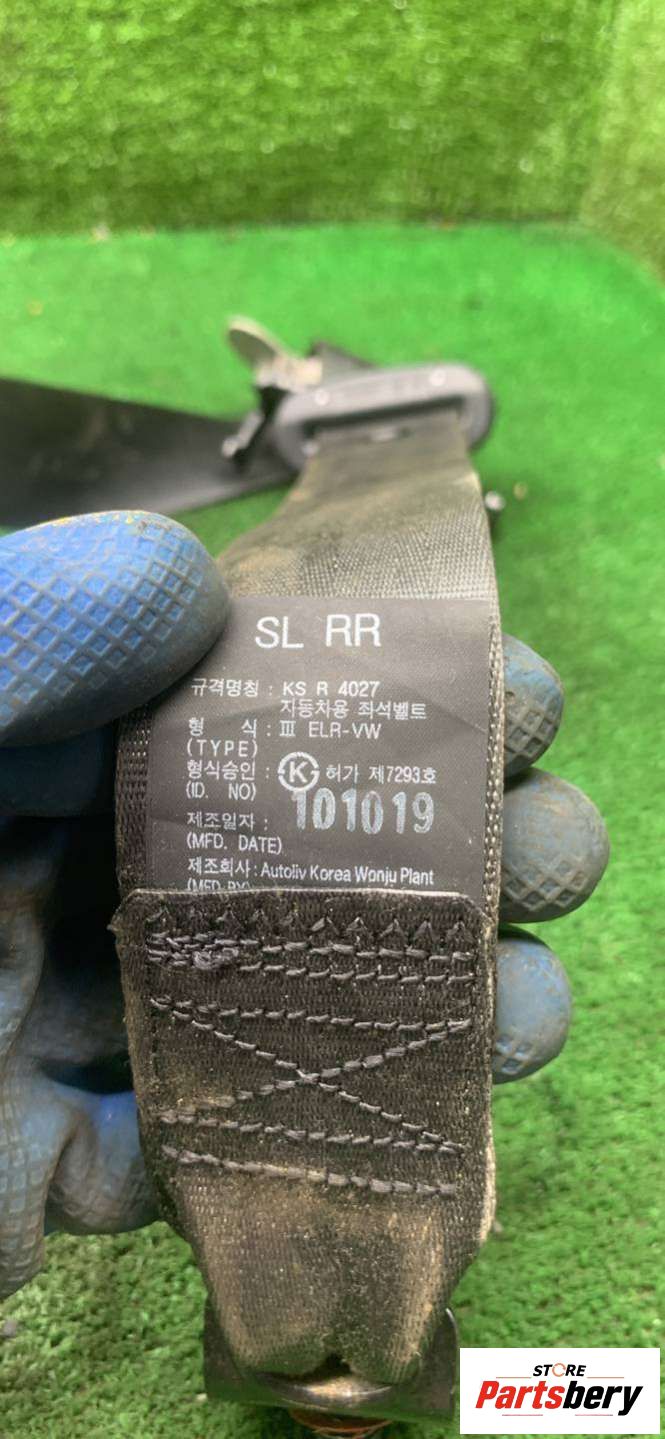 SL RR
규격명칭 : KS R 4027
자동차용 좌석벨트
형 식 : Ⅲ ELR-VW
(TYPE)
형식승인 : K 허가 제7293호
(ID. NO)
제조일자 : 101019
(MFD. DATE)
제조회사 : Autoliv Korea Wonju Plant
(MFD BY)
STORE
Partsbery